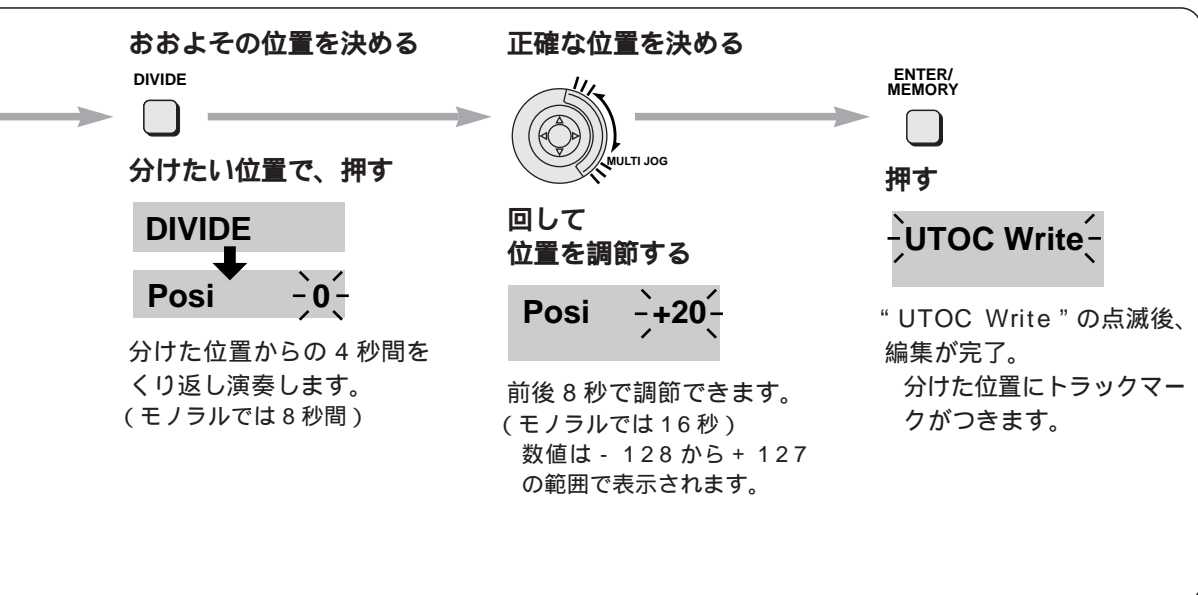 おおよその位置を決める
DIVIDE
分けたい位置で、押す
DIVIDE
Posi 0
分けた位置からの4秒間を
くり返し演奏します。
(モノラルでは8秒間)
正確な位置を決める
MULTI JOG
回して
位置を調節する
Posi +20
前後8秒で調節できます。
(モノラルでは16秒)
数値は - 128から+ 127
の範囲で表示されます。
ENTER/
MEMORY
押す
UTOC Write
“ UTOC Write ” の点滅後、
編集が完了。
分けた位置にトラックマー
クがつきます。